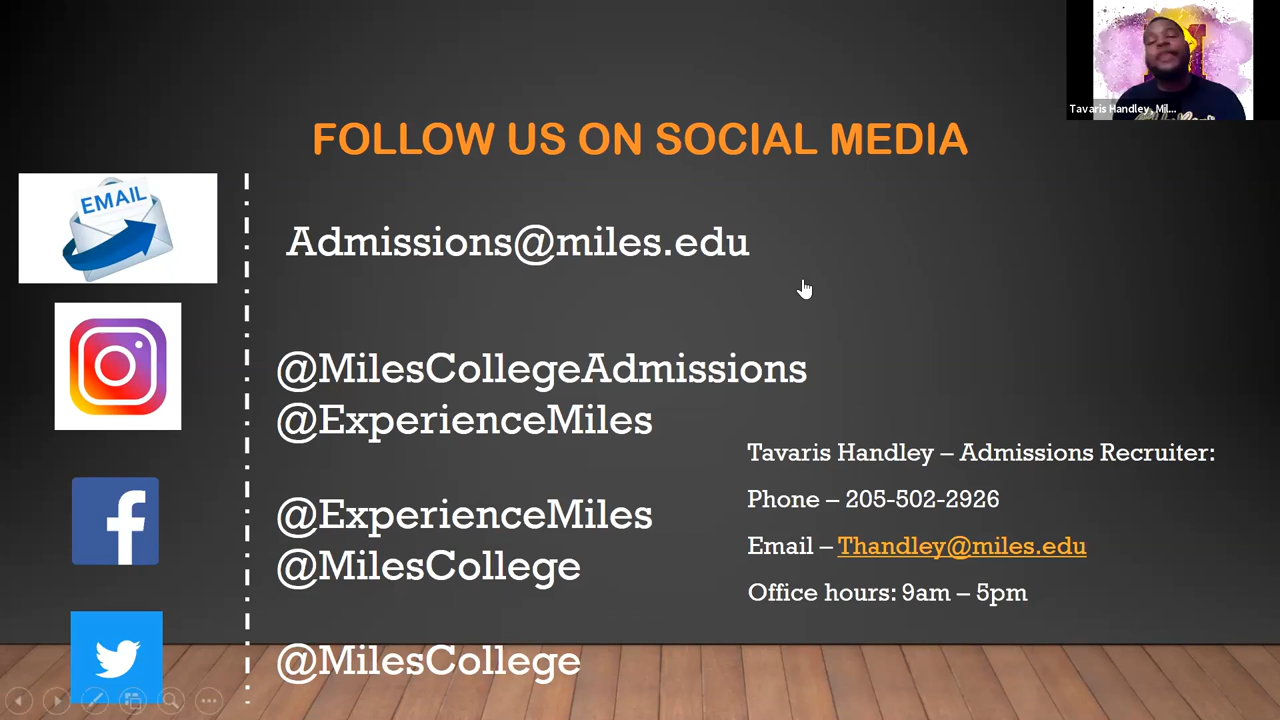 Tavaris Handley, Mil...
FOLLOW US ON SOCIAL MEDIA
EMAIL
Admissions@miles.edu
@MilesCollegeAdmissions
@ExperienceMiles
@ExperienceMiles
@MilesCollege
@MilesCollege
Tavaris Handley – Admissions Recruiter:
Phone – 205-502-2926
Email – Thandley@miles.edu
Office hours: 9am – 5pm